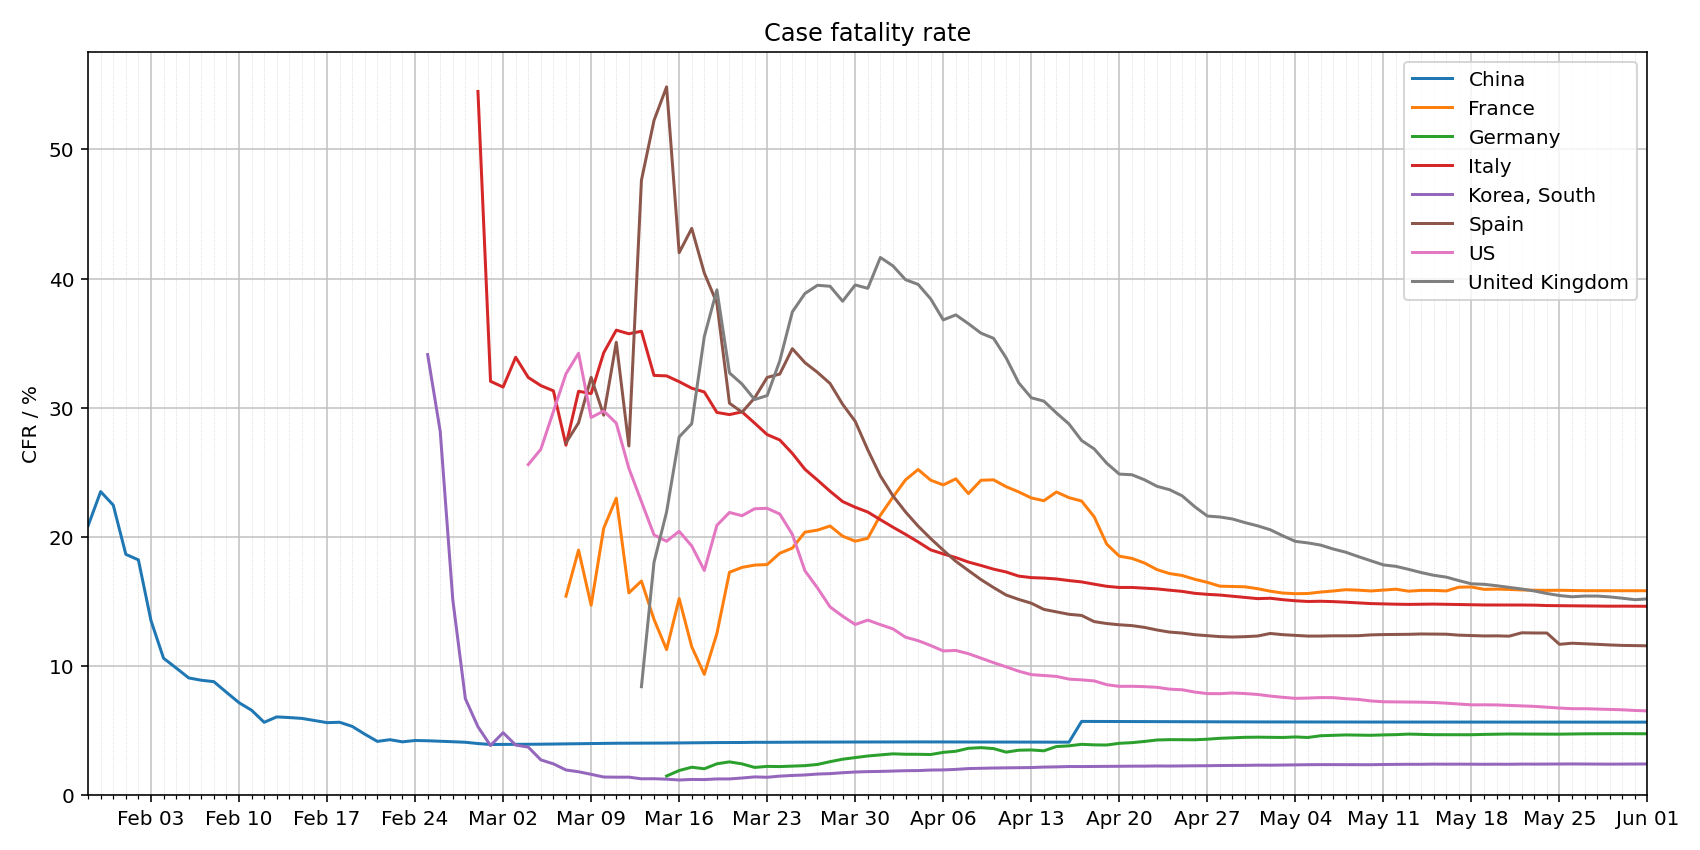 Case fatality rate
CFR / %
50
40
30
20
10
0
China
France
Germany
Italy
Korea, South
Spain
US
United Kingdom
Feb 03 Feb 10 Feb 17 Feb 24 Mar 02 Mar 09 Mar 16 Mar 23 Mar 30 Apr 06 Apr 13 Apr 20 Apr 27 May 04 May 11 May 18 May 25 Jun 01